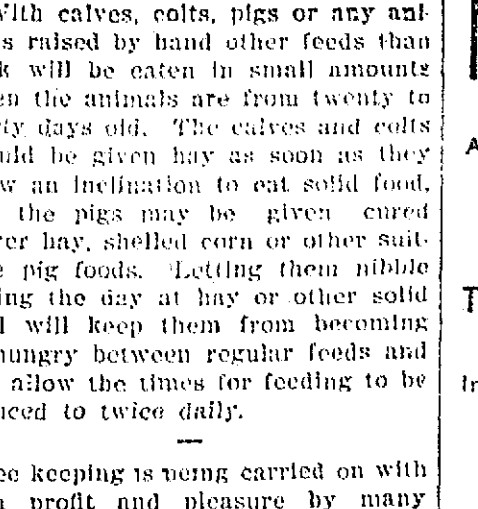 With calves, colts, pigs or any ani-
s raised by hand other feeds than
k will be eaten in small amounts
en the animals are from twenty to
rty days old. The calves and colts
uld be given hay as soon as they
w an inclination to eat solid food,
the pigs may be given cured
ver hay, shelled corn or other suit-
e pig foods. Letting them nibble
ing the day at hay or other solid
l will keep them from becoming
hungry between regular feeds and
allow the times for feeding to be
uced to twice daily.
—
ee keeping is being carried on with
h profit and pleasure by many
A
T
In